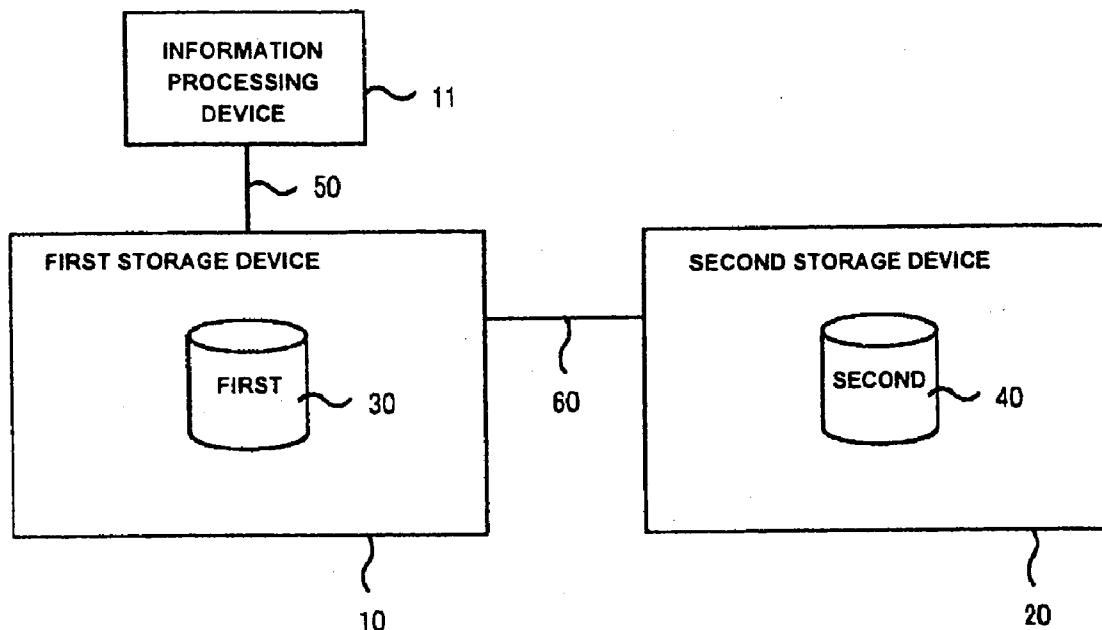 INFORMATION
PROCESSING
DEVICE
11
50
FIRST STORAGE DEVICE
FIRST
30
10
60
SECOND STORAGE DEVICE
SECOND
40
20